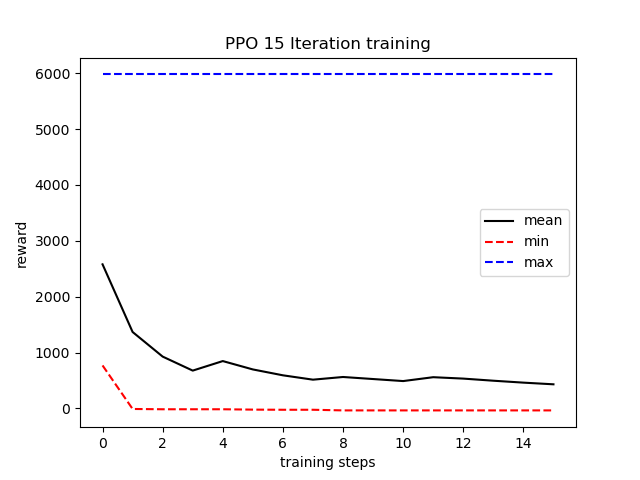 PPO 15 Iteration training
6000
5000
4000
3000
2000
1000
0
reward
mean
min
max
0 2 4 6 8 10 12 14
training steps